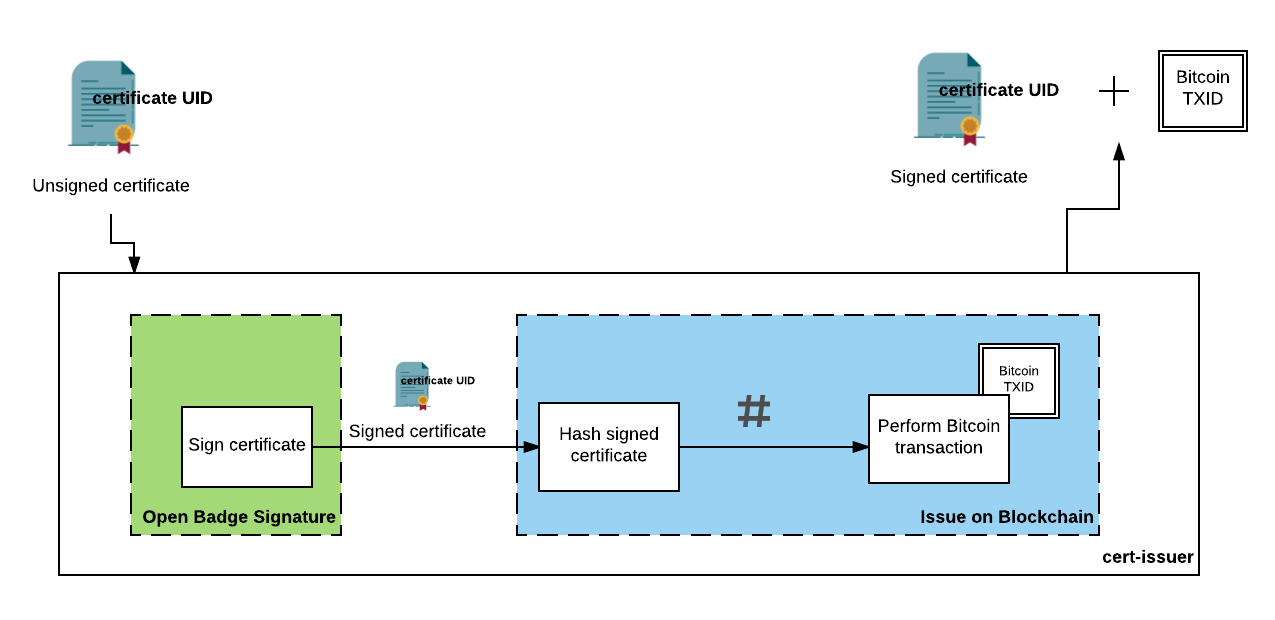 certificate UID
Unsigned certificate
certificate UID
Signed certificate
Bitcoin
TXID
Sign certificate
Open Badge Signature
certificate UID
Signed certificate
Hash signed
certificate
#
Bitcoin
TXID
Perform Bitcoin
transaction
Issue on Blockchain
cert-issuer